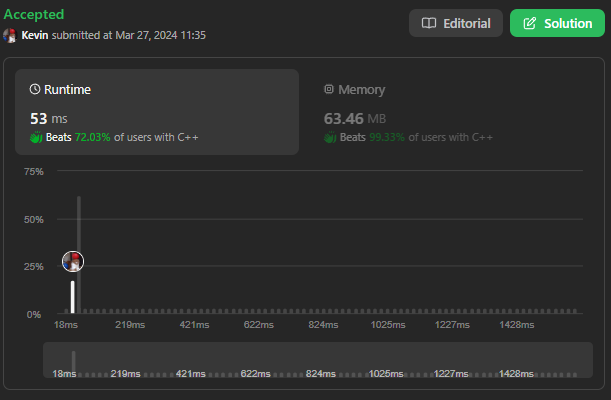 Accepted
Editorial
Solution
Kevin submitted at Mar 27, 2024 11:35
Runtime
Memory
53 ms
63.46 MB
Beats 72.03% of users with C++
Beats 99.33% of users with C++
75%
50%
25%
0%
18ms 219ms 421ms 622ms 824ms 1025ms 1227ms 1428ms
18ms 219ms 421ms 622ms 824ms 1025ms 1227ms 1428ms